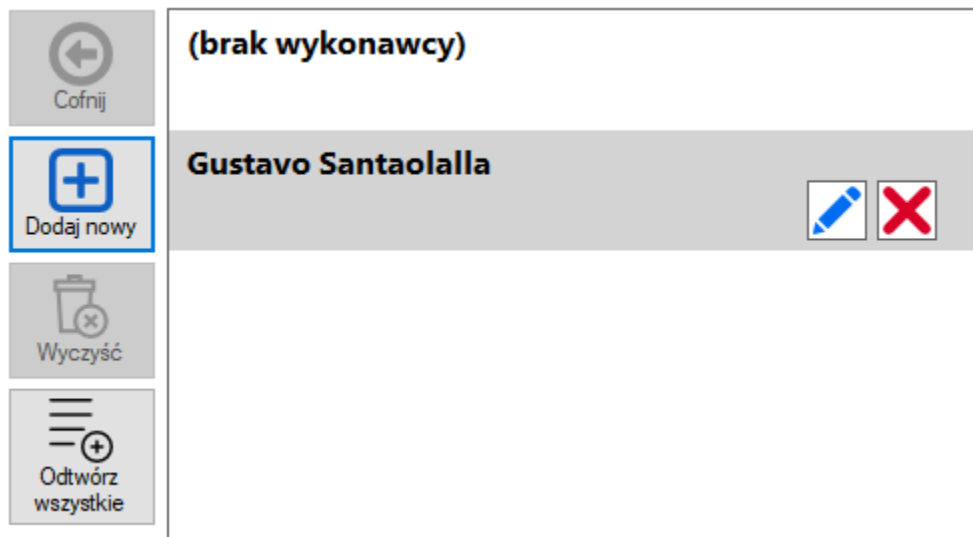 Cofnij
Dodaj nowy
Wyczyść
Odtwórz
wszystkie
(brak wykonawcy)
Gustavo Santaolalla